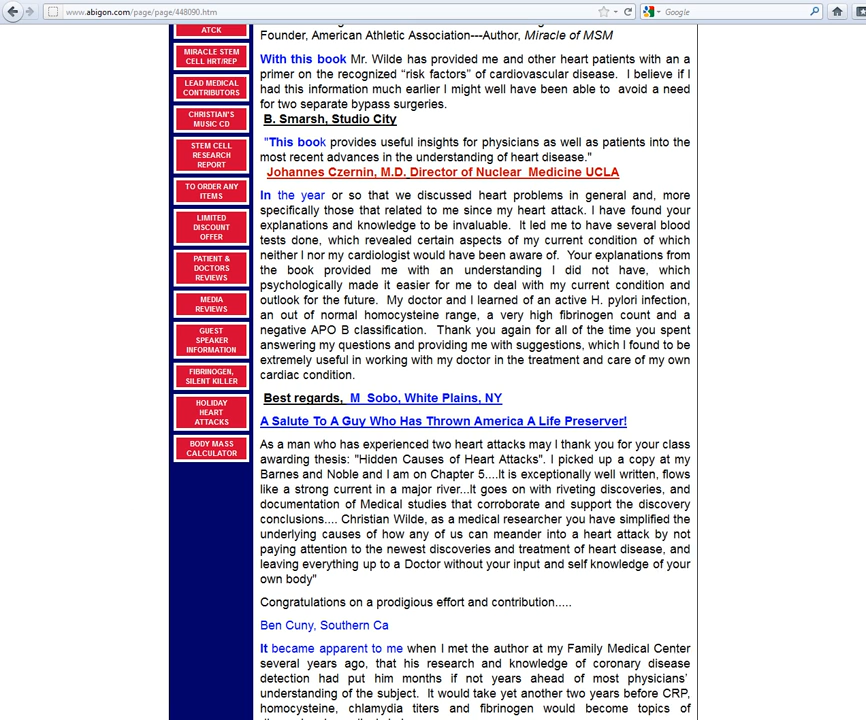 www.abigon.com/page/page/448090.htm
Google
ATCK
MIRACLE STEM
CELL HRT/REP
LEAD MEDICAL
CONTRIBUTORS
CHRISTIAN'S
MUSIC CD
STEM CELL
RESEARCH
REPORT
TO ORDER ANY
ITEMS
LIMITED
DISCOUNT
OFFER
PATIENT &
DOCTORS
REVIEWS
MEDIA
REVIEWS
GUEST
SPEAKER
INFORMATION
FIBRINOGEN,
SILENT KILLER
HOLIDAY
HEART
ATTACKS
BODY MASS
CALCULATOR
Founder, American Athletic Association---Author, Miracle of MSM
With this book Mr. Wilde has provided me and other heart patients with an a
primer on the recognized “risk factors” of cardiovascular disease. I believe if I
had this information much earlier I might well have been able to avoid a need
for two separate bypass surgeries.
B. Smarsh, Studio City
"This book provides useful insights for physicians as well as patients into the
most recent advances in the understanding of heart disease."
Johannes Czernin, M.D. Director of Nuclear Medicine UCLA
In the year or so that we discussed heart problems in general and, more
specifically those that related to me since my heart attack. I have found your
explanations and knowledge to be invaluable. It led me to have several blood
tests done, which revealed certain aspects of my current condition of which
neither I nor my cardiologist would have been aware of. Your explanations from
the book provided me with an understanding I did not have, which
psychologically made it easier for me to deal with my current condition and
outlook for the future. My doctor and I learned of an active H. pylori infection,
an out of normal homocysteine range, a very high fibrinogen count and a
negative APO B classification. Thank you again for all of the time you spent
answering my questions and providing me with suggestions, which I found to be
extremely useful in working with my doctor in the treatment and care of my own
cardiac condition.
Best regards, M Sobo, White Plains, NY
A Salute To A Guy Who Has Thrown America A Life Preserver!
As a man who has experienced two heart attacks may I thank you for your class
awarding thesis: "Hidden Causes of Heart Attacks". I picked up a copy at my
Barnes and Noble and I am on Chapter 5....It is exceptionally well written, flows
like a strong current in a major river...It goes on with riveting discoveries, and
documentation of Medical studies that corroborate and support the discovery
conclusions.... Christian Wilde, as a medical researcher you have simplified the
underlying causes of how any of us can meander into a heart attack by not
paying attention to the newest discoveries and treatment of heart disease, and
leaving everything up to a Doctor without your input and self knowledge of your
own body"
Congratulations on a prodigious effort and contribution.....
Ben Cuny, Southern Ca
It became apparent to me when I met the author at my Family Medical Center
several years ago, that his research and knowledge of coronary disease
detection had put him months if not years ahead of most physicians’
understanding of the subject. It would take yet another two years before CRP,
homocysteine, chlamydia titers and fibrinogen would become topics of